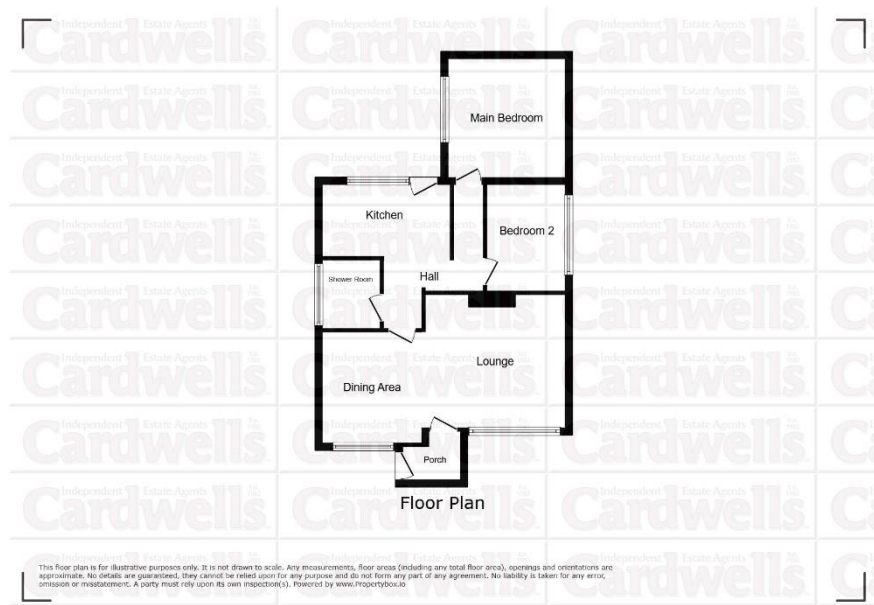 Independent Estate Agents
Cardwells
Main Bedroom
Kitchen
Bedroom 2
Hall
Shower Room
Lounge
Dining Area
Porch
Floor Plan
This floor plan is for illustrative purposes only. It is not drawn to scale. Any measurements, floor areas (including any total floor area), openings and orientations are
approximate. No details are guaranteed, they cannot be relied upon for any purpose and do not form any part of any agreement. No liability is taken for any error,
omission or misstatement. A party must rely upon its own inspection(s). Powered by www.Propertybox.io